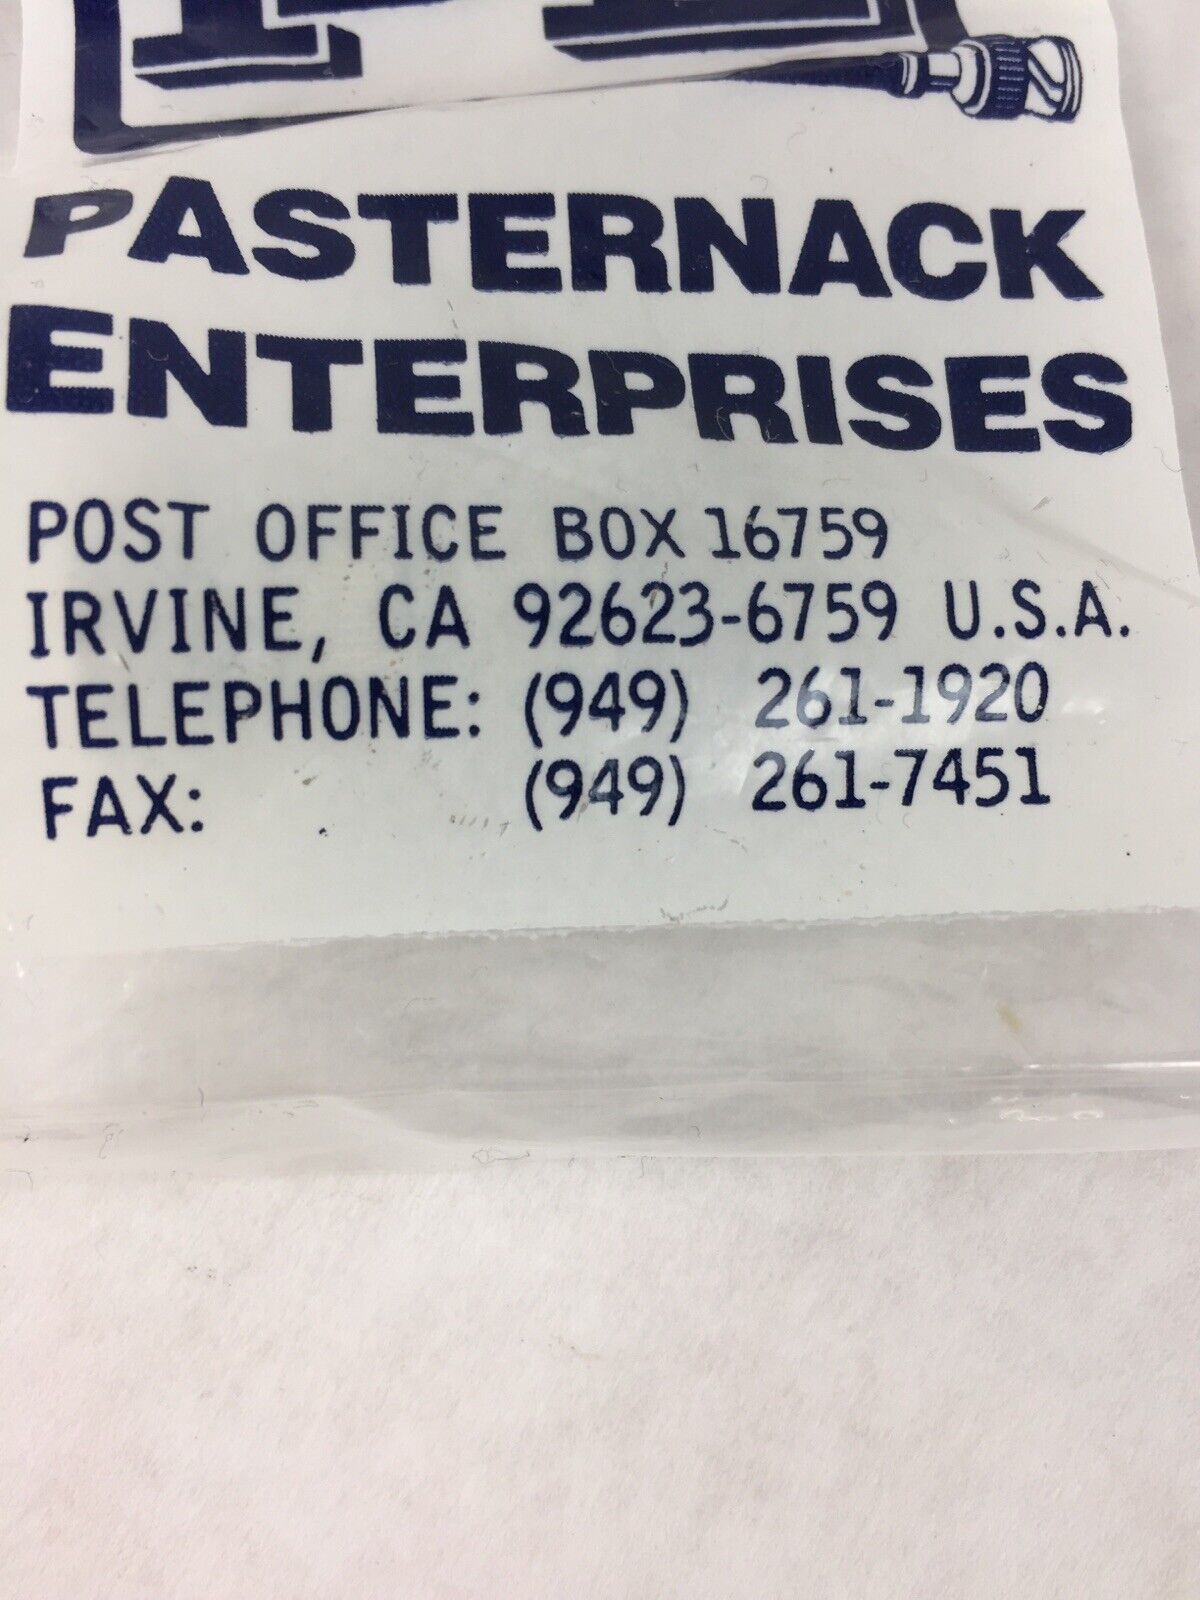 PASTERNACK
ENTERPRISES
POST OFFICE BOX 16759
IRVINE, CA 92623-6759 U.S.A.
TELEPHONE: (949) 261-1920
FAX: (949) 261-7451